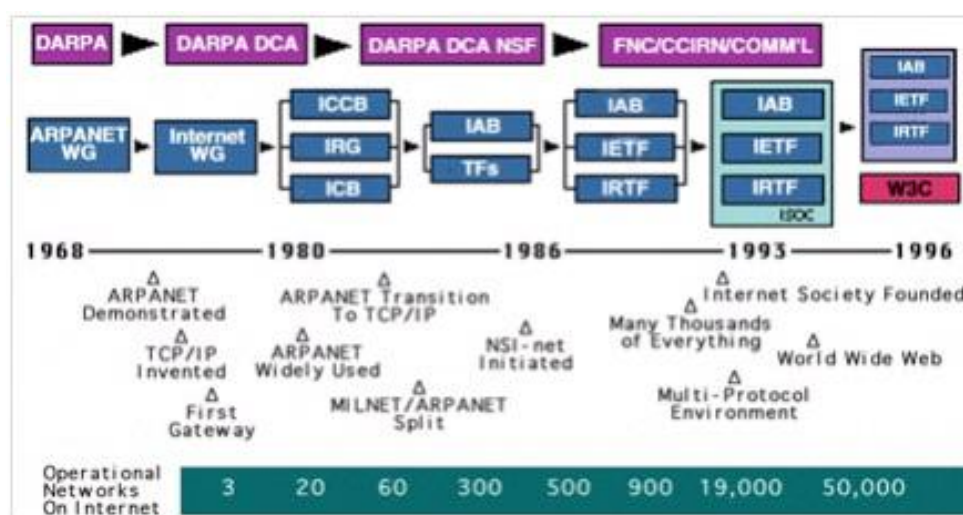 DARPA
DARPA DCA
DARPA DCA NSF
FNC/CCIRN/COMM'L
ARPANET
WG
Internet
WG
ICCB
IRG
ICB
IAB
TFs
IAB
IETF
IRTF
IAB
IETF
IRTF
ISOC
IAB
IETF
IRTF
W3C
1968
1980
1986
1993
1996
ARPANET
Demonstrated
TCP/IP
Invented
First
Gateway
ARPANET
Widely Used
ARPANET Transition
To TCP/IP
MILNET/ARPANET
Split
NSI-net
Initiated
Many Thousands
of Everything
Internet Society Founded
World Wide Web
Multi-Protocol
Environment
Operational
Networks
On Internet
3
20
60
300
500
900
19,000
50,000